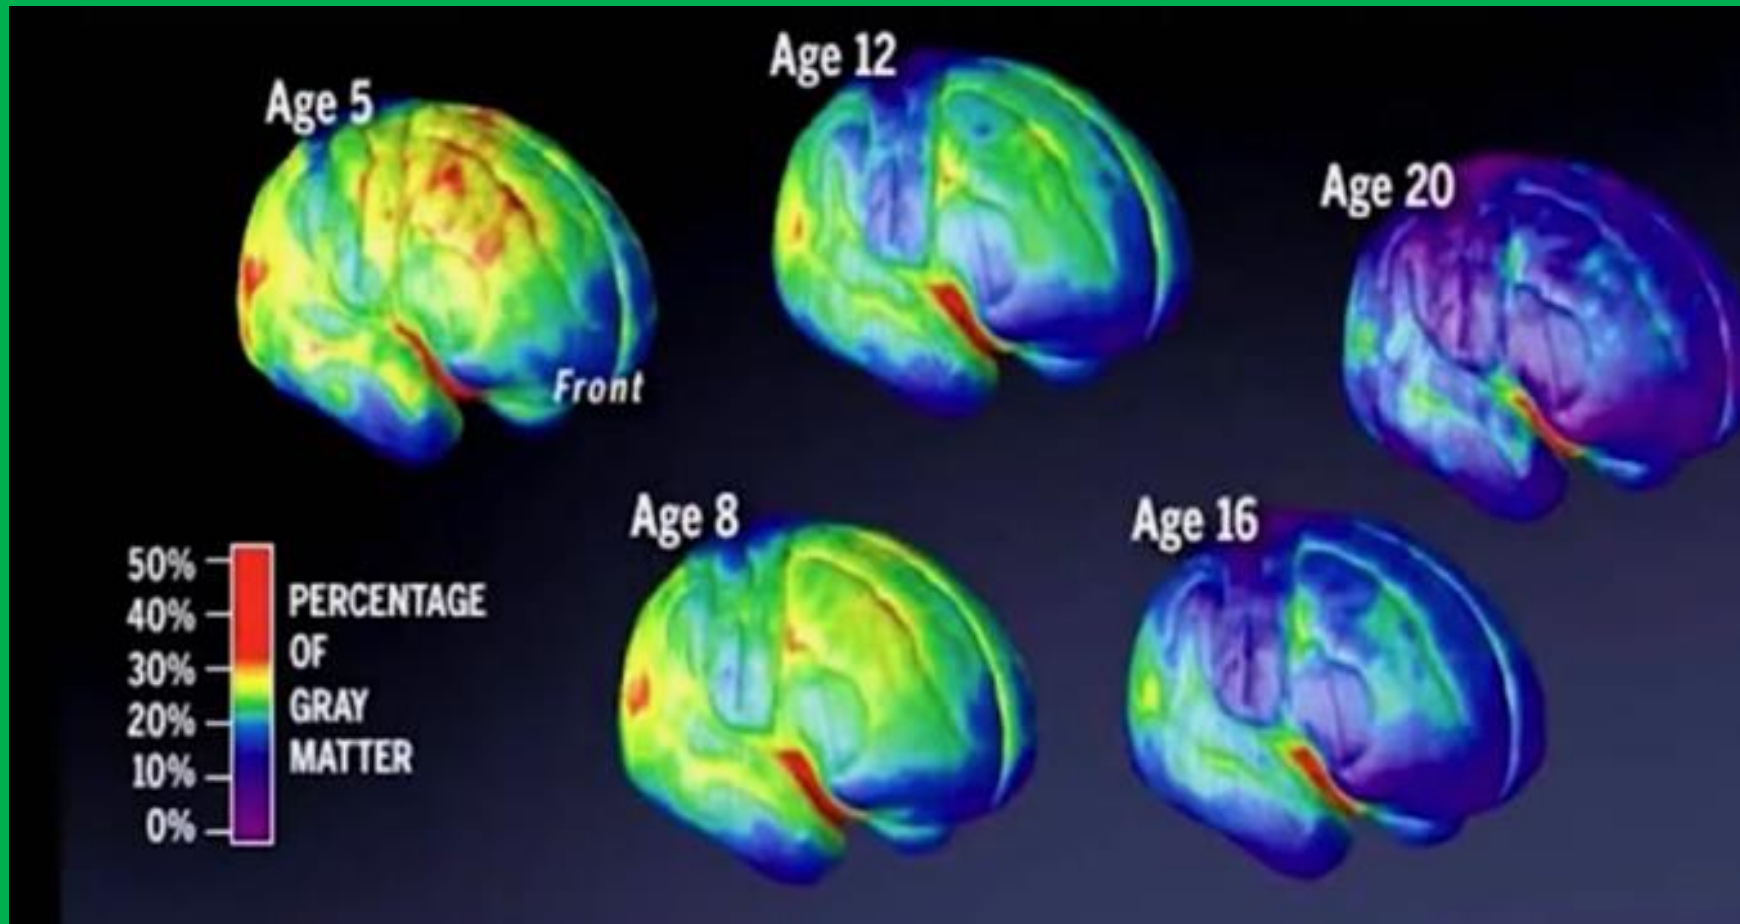 Age 5
Age 12
Age 20
Front
Age 8
Age 16
50%
40%
30%
20%
10%
0%
PERCENTAGE
OF
GRAY
MATTER